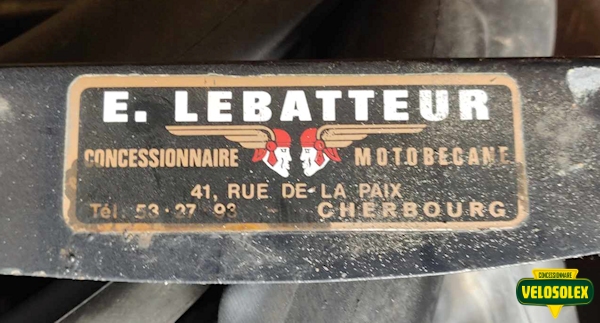 E. LEBATTEUR
CONCESSIONNAIRE MOTOBECANE
41, RUE DE LA PAIX
Tél. 53·27 93 CHERBOURG
CONCESSIONNAIRE
VELOSOLEX